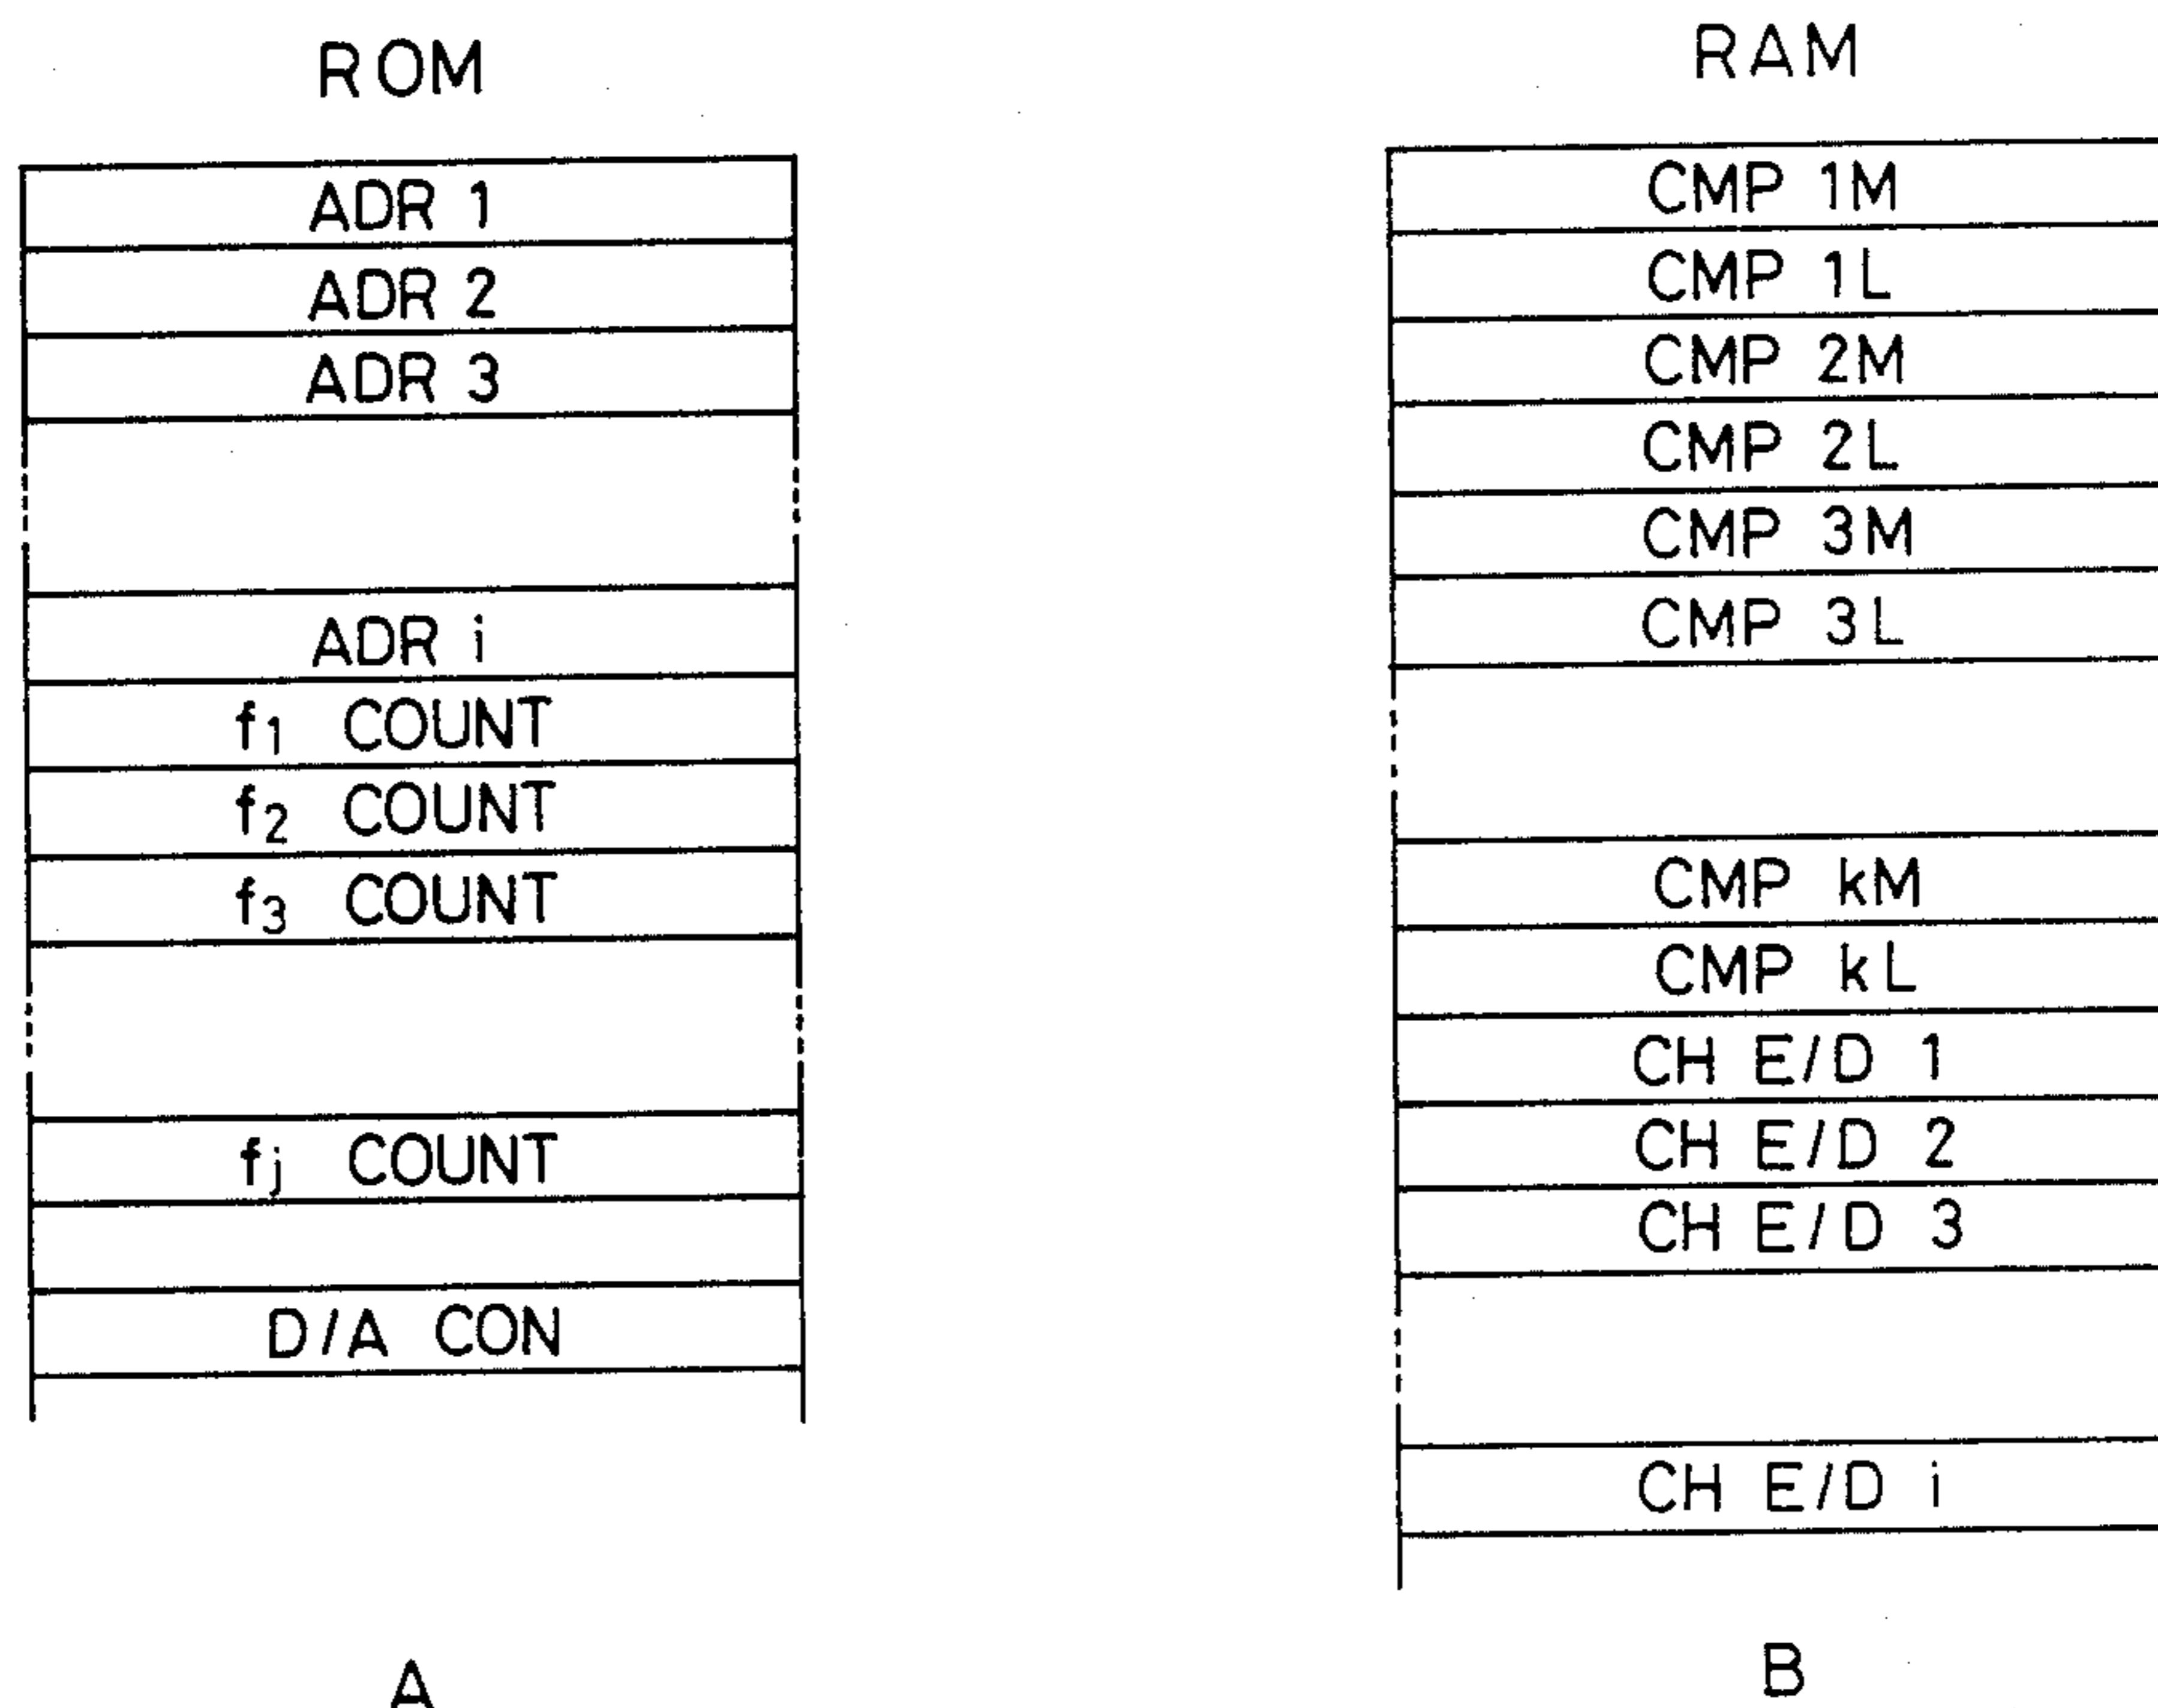 ROM
ADR 1
ADR 2
ADR 3
ADR i
f1 COUNT
f2 COUNT
f3 COUNT
fj COUNT
D/A CON
A
RAM
CMP 1M
CMP 1L
CMP 2M
CMP 2L
CMP 3M
CMP 3L
CMP kM
CMP kL
CH E/D 1
CH E/D 2
CH E/D 3
CH E/D i
B